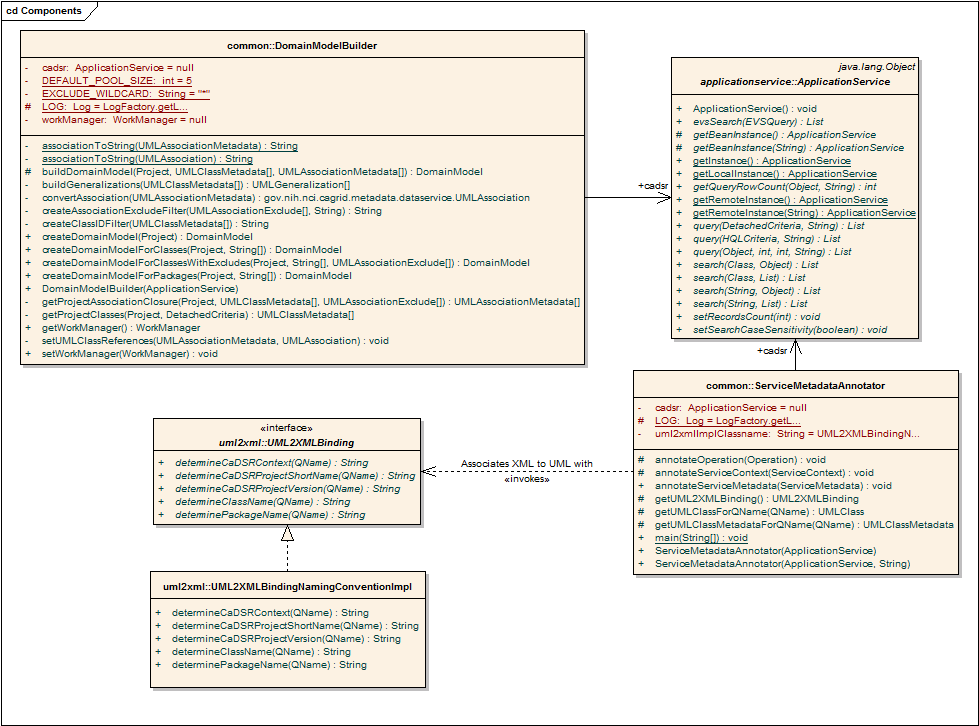 cd Components
common::DomainModelBuilder
- cadsr: ApplicationService = null
- DEFAULT_POOL_SIZE: int = 5
- EXCLUDE_WILDCARD: String = "*"
# LOG: Log = LogFactory.getL...
- workManager: WorkManager = null
- associationToString(UMLAssociationMetadata) : String
- associationToString(UMLAssociation) : String
# buildDomainModel(Project, UMLClassMetadata[], UMLAssociationMetadata[]) : DomainModel
- buildGeneralizations(UMLClassMetadata[]) : UMLGeneralization[]
- convertAssociation(UMLAssociationMetadata) : gov.nih.nci.cagrid.metadata.dataservice.UMLAssociation
- createAssociationExcludeFilter(UMLAssociationExclude[], String) : String
- createClassIDFilter(UMLClassMetadata[]) : String
+ createDomainModel(Project) : DomainModel
+ createDomainModelForClasses(Project, String[]) : DomainModel
+ createDomainModelForClassesWithExcludes(Project, String[], UMLAssociationExclude[]) : DomainModel
+ createDomainModelForPackages(Project, String[]) : DomainModel
+ DomainModelBuilder(ApplicationService)
- getProjectAssociationClosure(Project, UMLClassMetadata[], UMLAssociationExclude[]) : UMLAssociationMetadata[]
- getProjectClasses(Project, DetachedCriteria) : UMLClassMetadata[]
+ getWorkManager() : WorkManager
- setUMLClassReferences(UMLAssociationMetadata, UMLAssociation) : void
+ setWorkManager(WorkManager) : void
+cadsr
java.lang.Object
applicationservice::ApplicationService
+ ApplicationService() : void
+ evsSearch(EVSQuery) : List
# getBeanInstance() : ApplicationService
# getBeanInstance(String) : ApplicationService
+ getInstance() : ApplicationService
+ getLocalInstance() : ApplicationService
+ getQueryRowCount(Object, String) : int
+ getRemoteInstance() : ApplicationService
+ getRemoteInstance(String) : ApplicationService
+ query(DetachedCriteria, String) : List
+ query(HQLCriteria, String) : List
+ query(Object, int, int, String) : List
+ search(Class, Object) : List
+ search(Class, List) : List
+ search(String, Object) : List
+ search(String, List) : List
+ setRecordsCount(int) : void
+ setSearchCaseSensitivity(boolean) : void
+cadsr
common::ServiceMetadataAnnotator
- cadsr: ApplicationService = null
# LOG: Log = LogFactory.getL...
- uml2xmlImplClassname: String = UML2XMLBindingN...
# annotateOperation(Operation) : void
# annotateServiceContext(ServiceContext) : void
+ annotateServiceMetadata(ServiceMetadata) : void
# getUML2XMLBinding() : UML2XMLBinding
# getUMLClassForQName(QName) : UMLClass
# getUMLClassMetadataForQName(QName) : UMLClassMetadata
+ main(String[]) : void
+ ServiceMetadataAnnotator(ApplicationService)
+ ServiceMetadataAnnotator(ApplicationService, String)
Associates XML to UML with
«invokes»
«interface»
uml2xml::UML2XMLBinding
+ determineCaDSRContext(QName) : String
+ determineCaDSRProjectShortName(QName) : String
+ determineCaDSRProjectVersion(QName) : String
+ determineClassName(QName) : String
+ determinePackageName(QName) : String
uml2xml::UML2XMLBindingNamingConventionImpl
+ determineCaDSRContext(QName) : String
+ determineCaDSRProjectShortName(QName) : String
+ determineCaDSRProjectVersion(QName) : String
+ determineClassName(QName) : String
+ determinePackageName(QName) : String